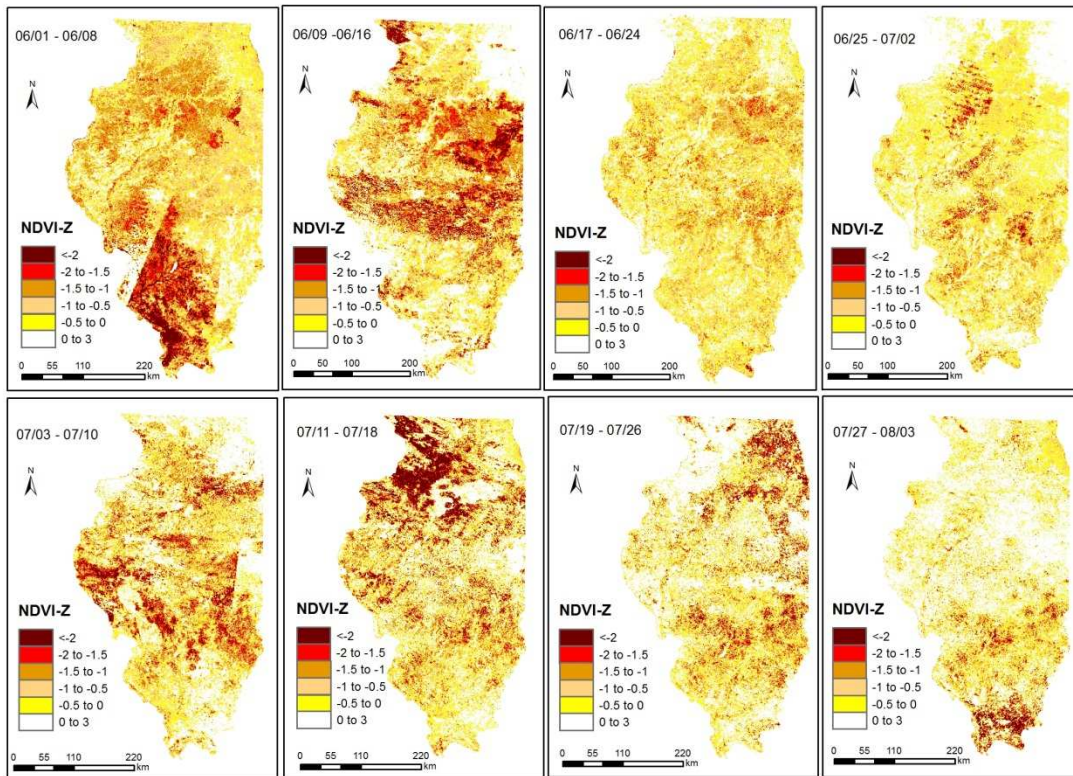 06/01 - 06/08
N
NDVI-Z
<-2
-2 to -1.5
-1.5 to -1
-1 to -0.5
-0.5 to 0
0 to 3
0 55 110 220
km
06/09 -06/16
N
NDVI-Z
<-2
-2 to -1.5
-1.5 to -1
-1 to -0.5
-0.5 to 0
0 to 3
0 50 100 200
km
06/17 - 06/24
N
NDVI-Z
<-2
-2 to -1.5
-1.5 to -1
-1 to -0.5
-0.5 to 0
0 to 3
0 50 100 200
km
06/25 - 07/02
N
NDVI-Z
<-2
-2 to -1.5
-1.5 to -1
-1 to -0.5
-0.5 to 0
0 to 3
0 50 100 200
km
07/03 - 07/10
N
NDVI-Z
<-2
-2 to -1.5
-1.5 to -1
-1 to -0.5
-0.5 to 0
0 to 3
0 55 110 220
km
07/11 - 07/18
N
NDVI-Z
<-2
-2 to -1.5
-1.5 to -1
-1 to -0.5
-0.5 to 0
0 to 3
0 55 110 220
km
07/19 - 07/26
N
NDVI-Z
<-2
-2 to -1.5
-1.5 to -1
-1 to -0.5
-0.5 to 0
0 to 3
0 55 110 220
km
07/27 - 08/03
N
NDVI-Z
<-2
-2 to -1.5
-1.5 to -1
-1 to -0.5
-0.5 to 0
0 to 3
0 55 110 220
km